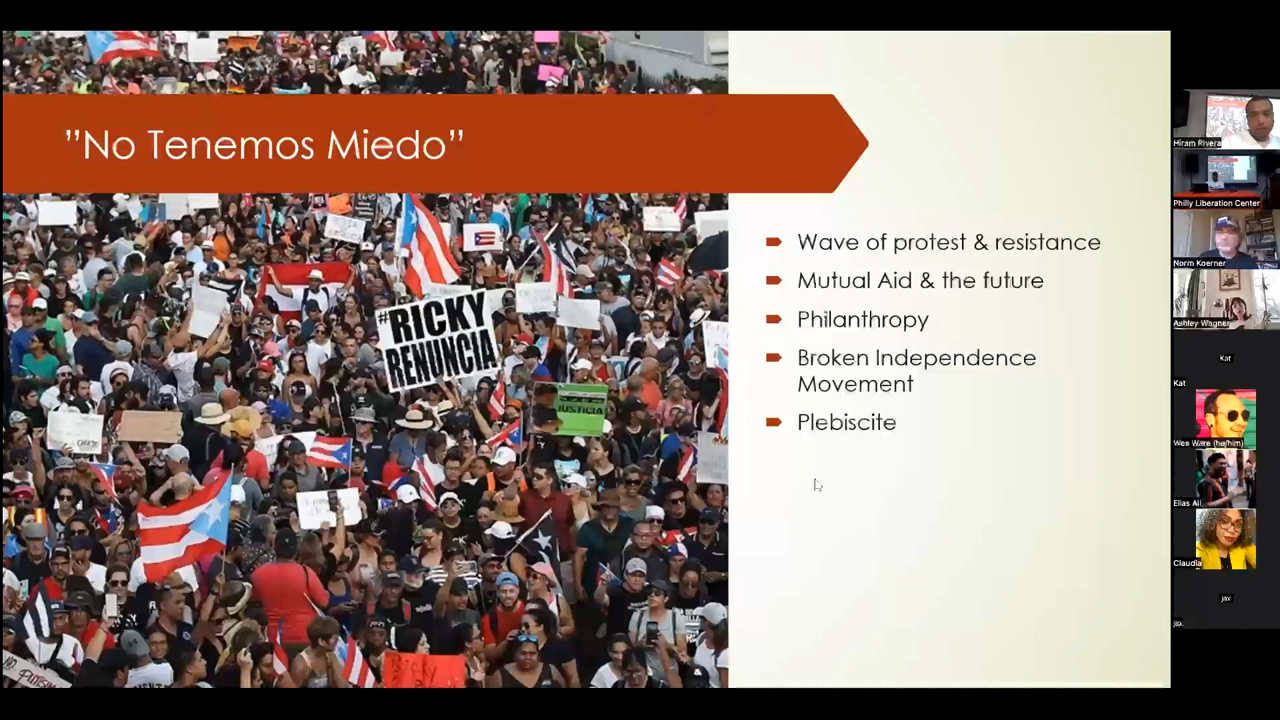 ”No Tenemos Miedo”
#RICKY
RENUNCIA
JUSTICIA
Wave of protest & resistance
Mutual Aid & the future
Philanthropy
Broken Independence
Movement
Plebiscite
Hiram Rivera
Philly Liberation Center
Norm Koerner
Ashley Wagner
Kat
Kat
Wes Ware (he/him)
Elias Ali
Claudia
jax
jax